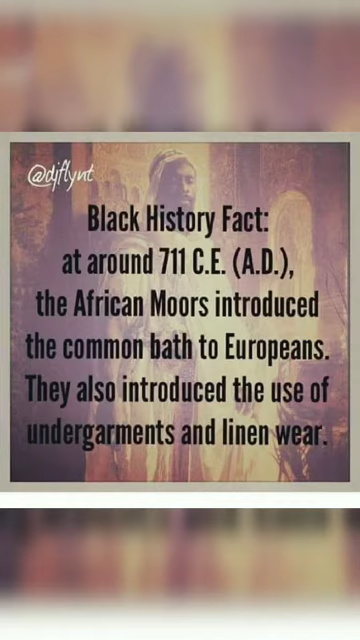 @djflynt
Black History Fact:
at around 711 C.E. (A.D.),
the African Moors introduced
the common bath to Europeans.
They also introduced the use of
undergarments and linen wear.